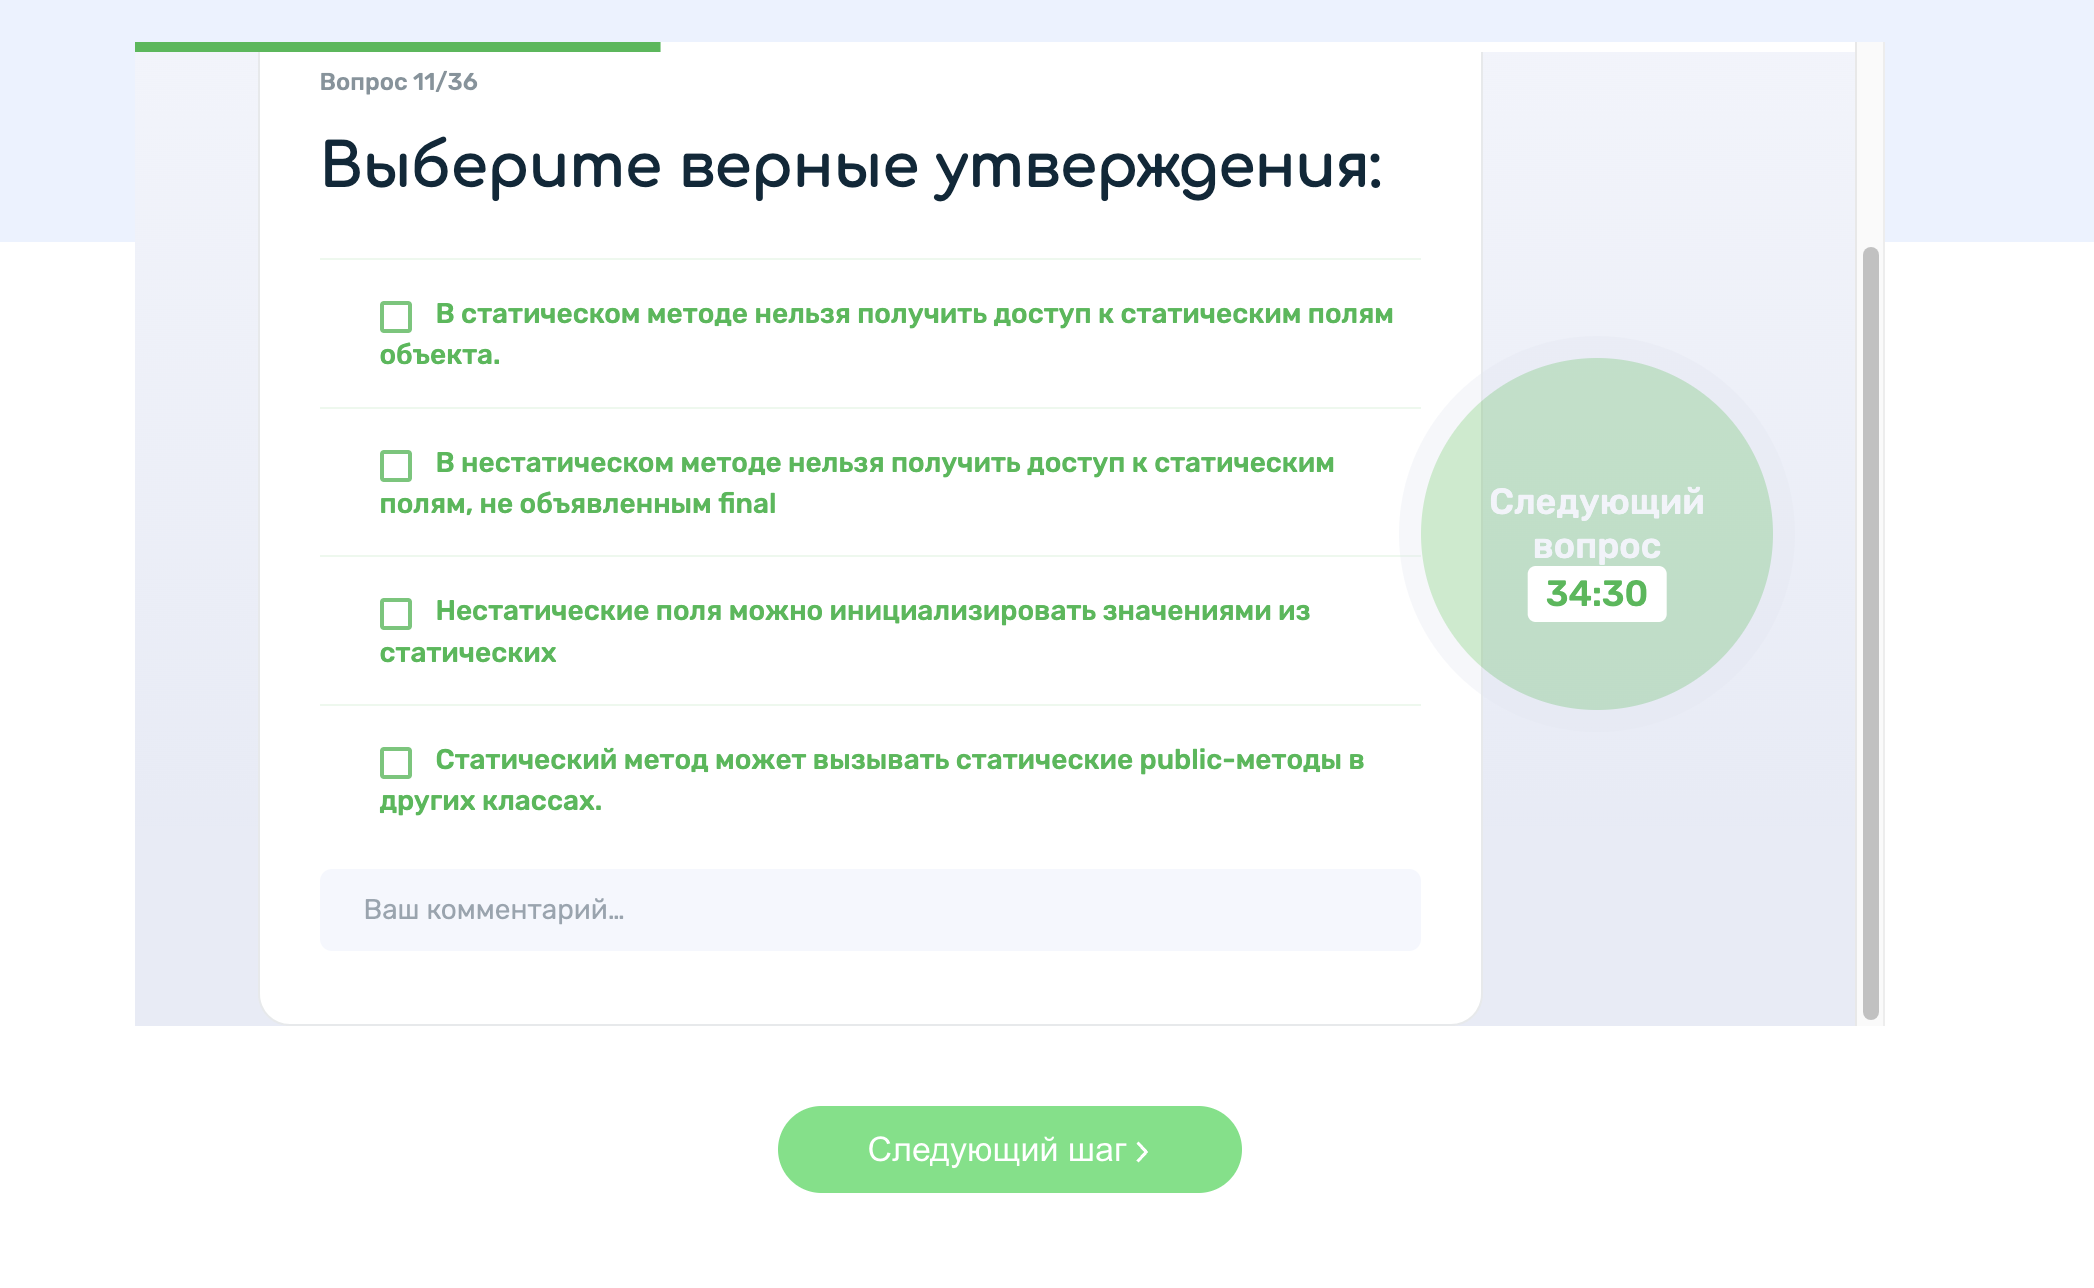 Вопрос 11/36
Выберите верные утверждения:
В статическом методе нельзя получить доступ к статическим полям
объекта.
В нестатическом методе нельзя получить доступ к статическим
полям, не объявленным final
Нестатические поля можно инициализировать значениями из
статических
Статический метод может вызывать статические public-методы в
других классах.
Ваш комментарий...
Следующий
вопрос
34:30
Следующий шаг